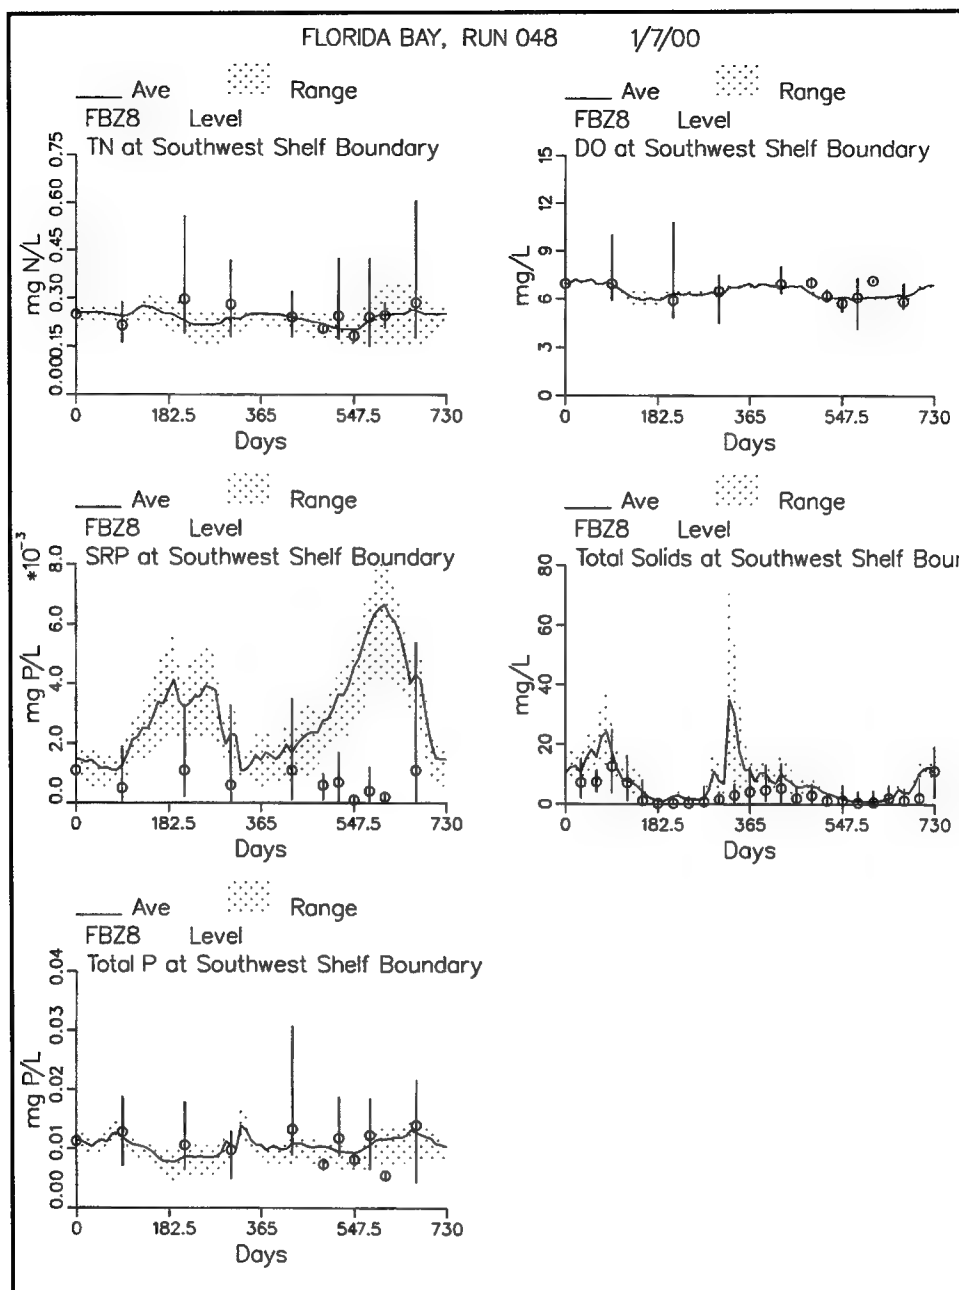 FLORIDA BAY, RUN 048 1/7/00
Ave Range
FBZ8 Level
TN at Southwest Shelf Boundary
mg N/L
0.00 0.15 0.30 0.45 0.60 0.75
0 182.5 365 547.5 730
Days
Ave Range
FBZ8 Level
DO at Southwest Shelf Boundary
mg/L
0 3 6 9 12 15
0 182.5 365 547.5 730
Days
Ave Range
FBZ8 Level
SRP at Southwest Shelf Boundary
mg P/L *10-3
0.0 2.0 4.0 6.0 8.0
0 182.5 365 547.5 730
Days
Ave Range
FBZ8 Level
Total Solids at Southwest Shelf Boun
mg/L
0 20 40 60 80
0 182.5 365 547.5 730
Days
Ave Range
FBZ8 Level
Total P at Southwest Shelf Boundary
mg P/L
0.00 0.01 0.02 0.03 0.04
0 182.5 365 547.5 730
Days